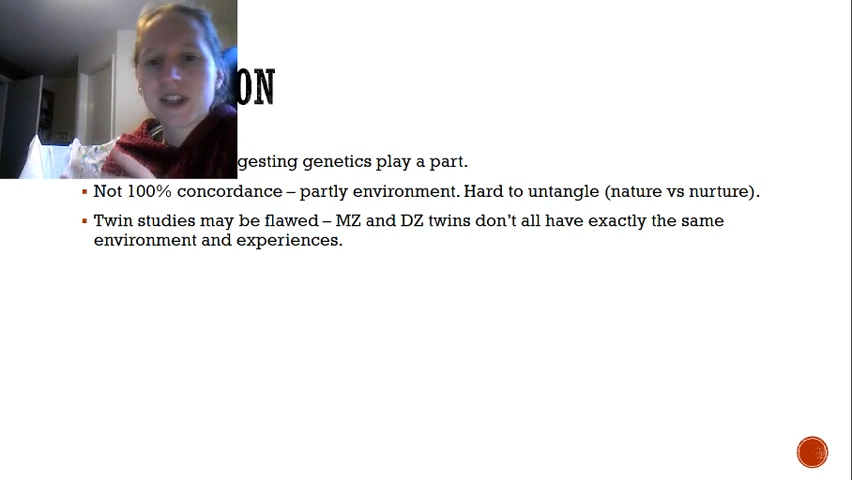 ON
gesting genetics play a part.
Not 100% concordance – partly environment. Hard to untangle (nature vs nurture).
Twin studies may be flawed – MZ and DZ twins don't all have exactly the same
environment and experiences.